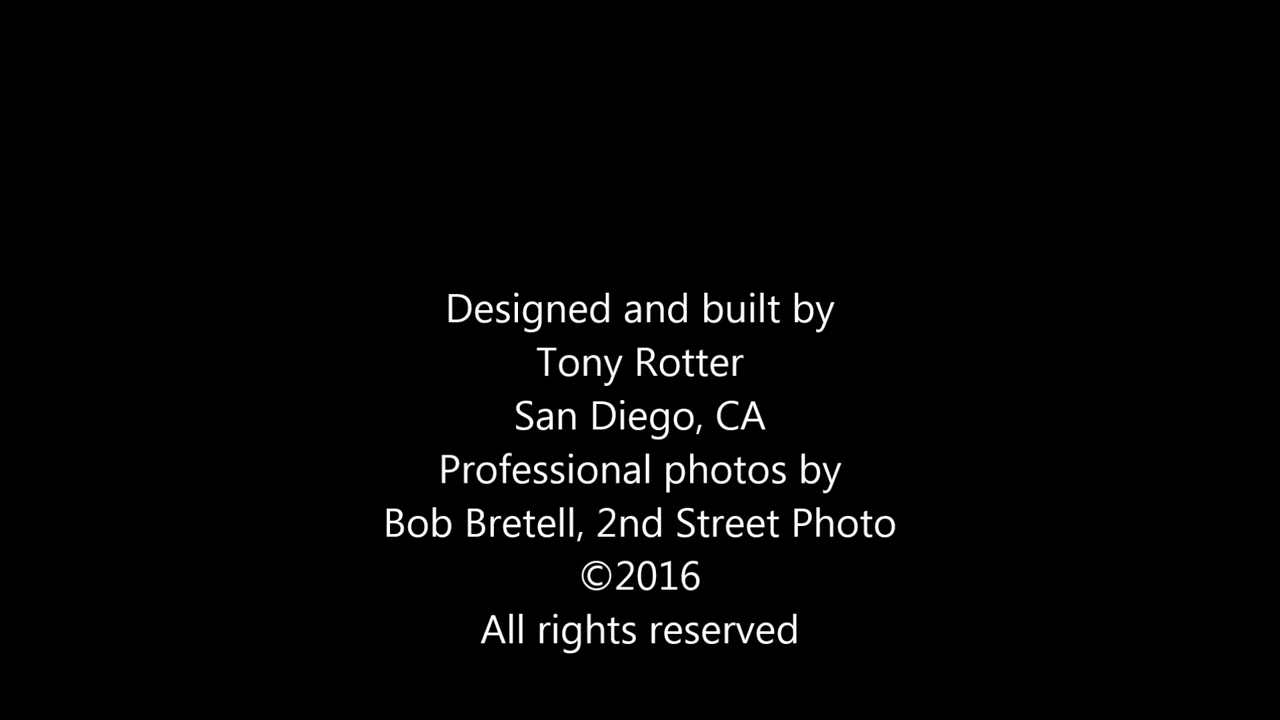 Designed and built by
Tony Rotter
San Diego, CA
Professional photos by
Bob Bretell, 2nd Street Photo
©2016
All rights reserved